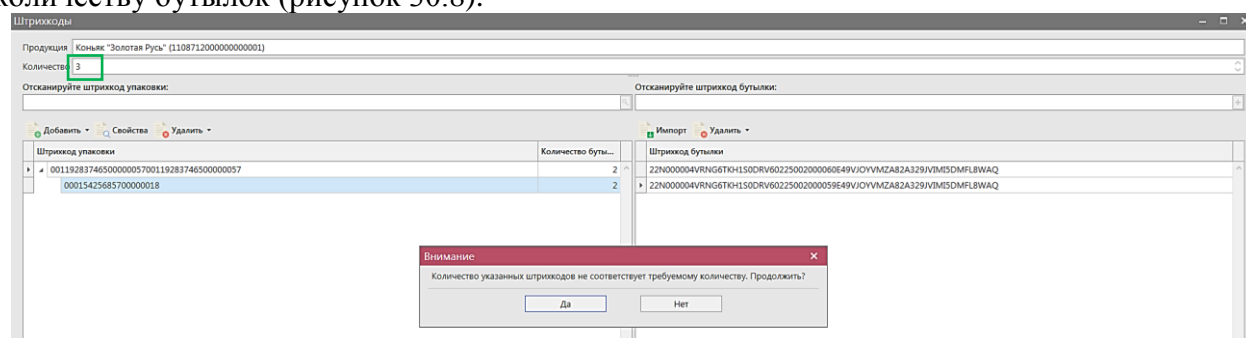 количеству бутылок (рисунок 30.8).
Штрихкоды
Продукция Коньяк "Золотая Русь" (1108712000000000001)
Количество 3
Отсканируйте штрихкод упаковки: Отсканируйте штрихкод бутылки:
Добавить Свойства Удалить Импорт Удалить
Штрихкод упаковки Количество буты... Штрихкод бутылки
00119283746500000057001192837465000000057 2 22N000004VRNG6TKH1S0DRV60225002000060E49VJOYVMZA82A329JVIMI5DMFL8WAQ
00015425685700000018 2 22N000004VRNG6TKH1S0DRV60225002000059E49VJOYVMZA82A329JVIMI5DMFL8WAQ
Внимание
Количество указанных штрихкодов не соответствует требуемому количеству. Продолжить?
Да Нет